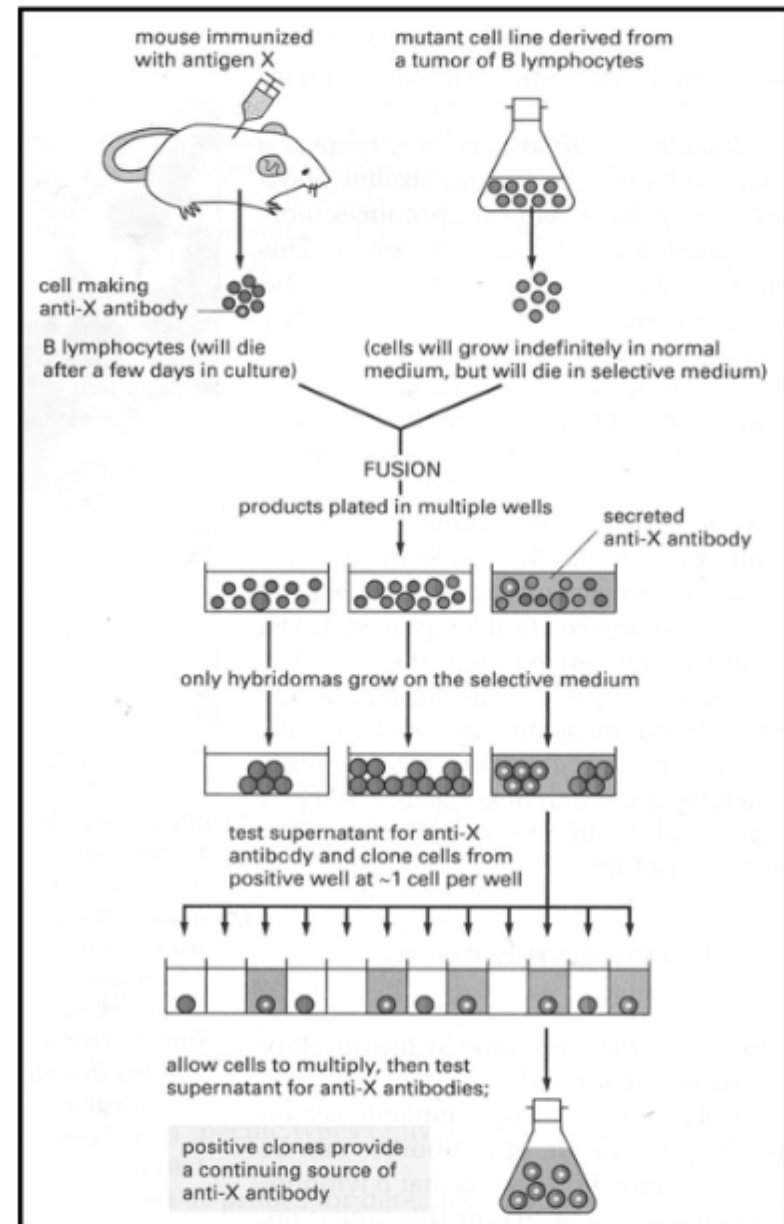 mouse immunized
with antigen X
mutant cell line derived from
a tumor of B lymphocytes
cell making
anti-X antibody
B lymphocytes (will die
after a few days in culture)
(cells will grow indefinitely in normal
medium, but will die in selective medium)
FUSION
products plated in multiple wells
secreted
anti-X antibody
only hybridomas grow on the selective medium
test supernatant for anti-X
antibody and clone cells from
positive well at ~1 cell per well
allow cells to multiply, then test
supernatant for anti-X antibodies;
positive clones provide
a continuing source of
anti-X antibody